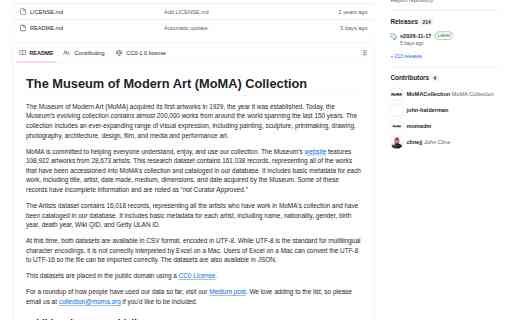 LICENSE.md Add LICENSE.md 2 years ago
README.md Automatic update 5 days ago
README Contributing CC0-1.0 license
The Museum of Modern Art (MoMA) Collection
The Museum of Modern Art (MoMA) acquired its first artworks in 1929, the year it was established. Today, the
Museum's evolving collection contains almost 200,000 works from around the world spanning the last 150 years. The
collection includes an ever-expanding range of visual expression, including painting, sculpture, printmaking, drawing,
photography, architecture, design, film, and media and performance art.
MoMA is committed to helping everyone understand, enjoy, and use our collection. The Museum's website features
artworks from artists. This research dataset contains records, representing all of the works
that have been accessioned into MoMA's collection and cataloged in our database. It includes basic metadata for each
work, including title, artist, date made, medium, dimensions, and date acquired by the Museum. Some of these
records have incomplete information and are noted as "not Curator Approved."
The Artists dataset contains records, representing all the artists who have work in MoMA's collection and have
been cataloged in our database. It includes basic metadata for each artist, including name, nationality, gender, birth
year, death year, Wiki QID, and Getty ULAN ID.
At this time, both datasets are available in CSV format, encoded in UTF-8. While UTF-8 is the standard for multilingual
character encodings, it is not correctly interpreted by Excel on a Mac. Users of Excel on a Mac can convert the UTF-8
to UTF-16 so the file can be imported correctly. The datasets are also available in JSON.
This datasets are placed in the public domain using a CC0 License.
For a roundup of how people have used our data so far, visit our Medium post. We love adding to the list, so please
email us at collection@moma.org if you'd like to be included.
Releases 214
Latest
5 days ago
+ 213 releases
Contributors 4
MoMACollection MoMA Collection
john-halderman
momadm
John Cline